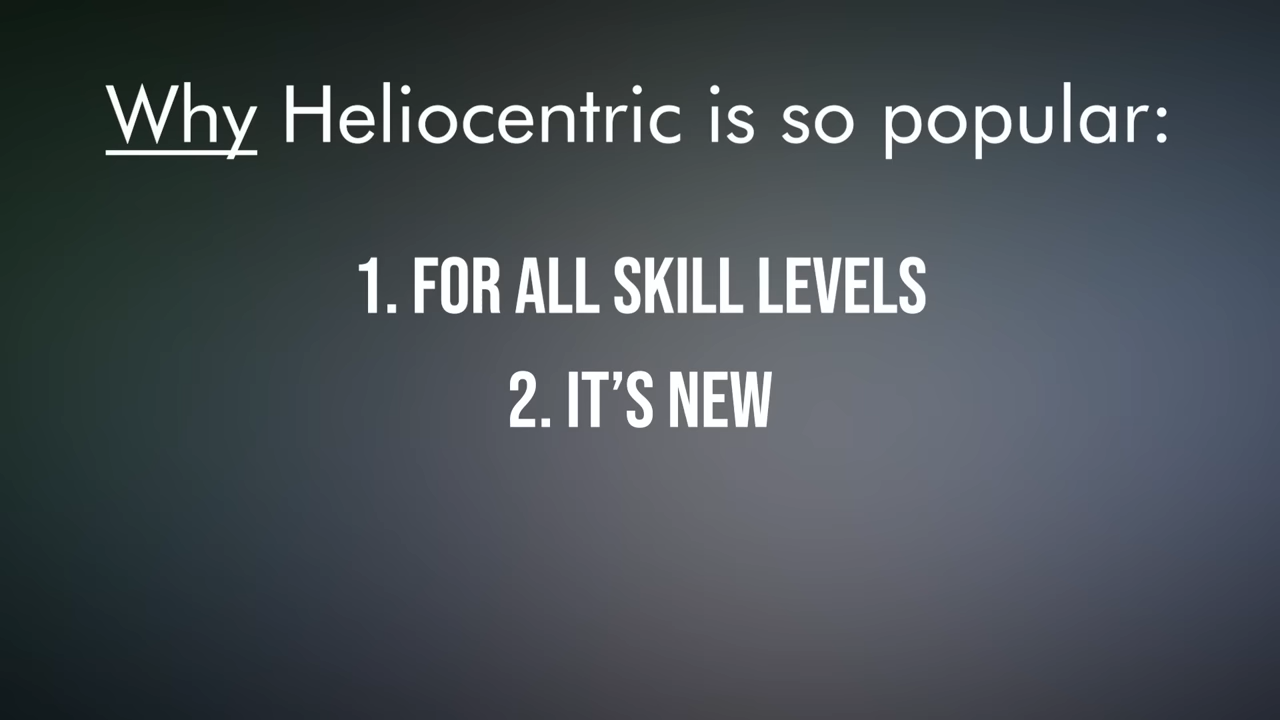 Why Heliocentric is so popular:
1. FOR ALL SKILL LEVELS
2. IT’S NEW